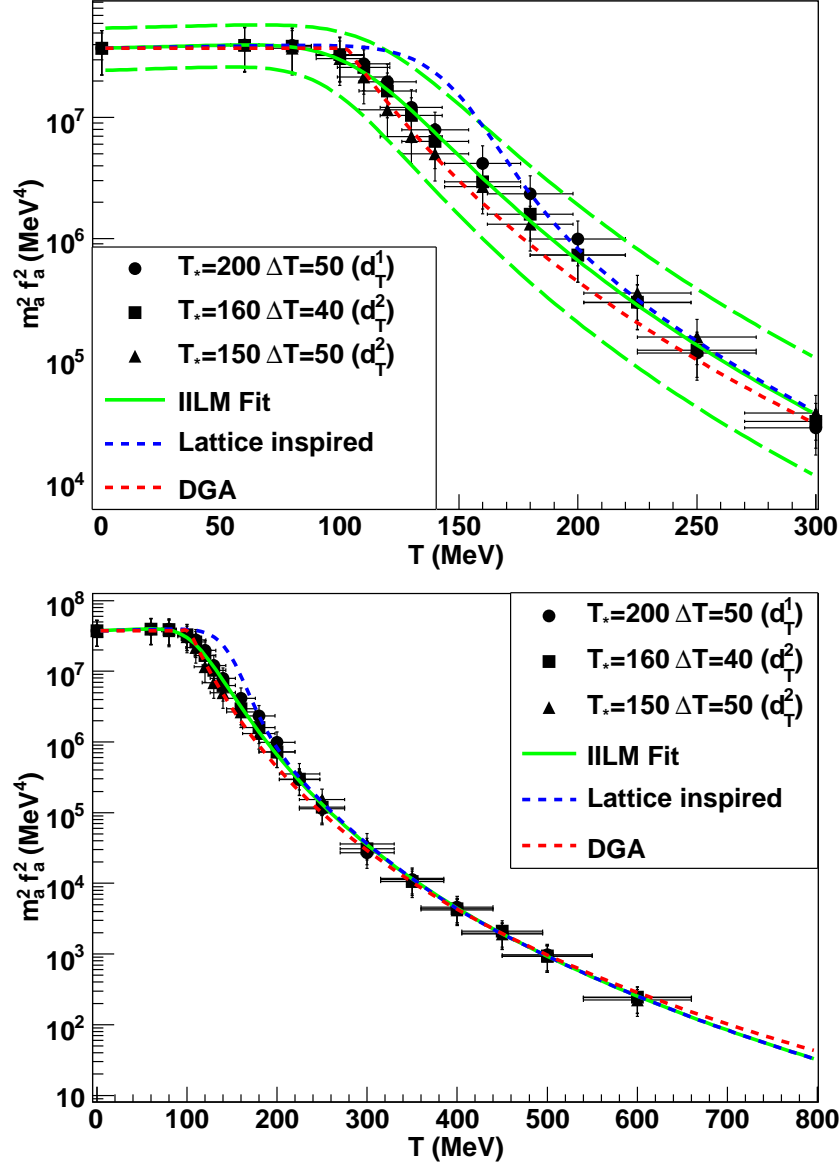 m_a^2 f_a^2 (MeV^4)
10^7
10^6
10^5
10^4
T_*=200 ΔT=50 (d_T^1)
T_*=160 ΔT=40 (d_T^2)
T_*=150 ΔT=50 (d_T^2)
IILM Fit
Lattice inspired
DGA
0 50 100 150 200 250 300
T (MeV)
m_a^2 f_a^2 (MeV^4)
10^8
10^7
10^6
10^5
10^4
10^3
10^2
10
T_*=200 ΔT=50 (d_T^1)
T_*=160 ΔT=40 (d_T^2)
T_*=150 ΔT=50 (d_T^2)
IILM Fit
Lattice inspired
DGA
0 100 200 300 400 500 600 700 800
T (MeV)